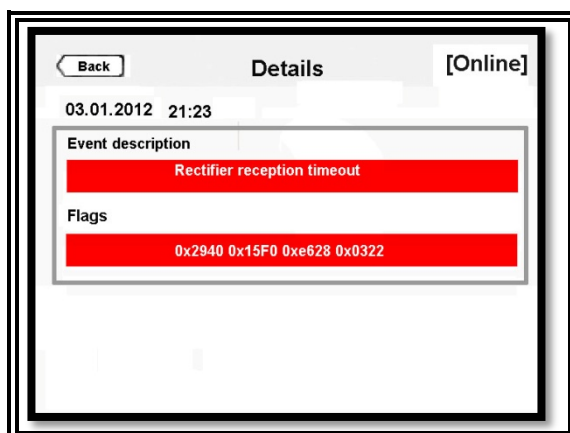 Back
Details
[Online]
03.01.2012 21:23
Event description
Rectifier reception timeout
Flags
0x2940 0x15F0 0xe628 0x0322